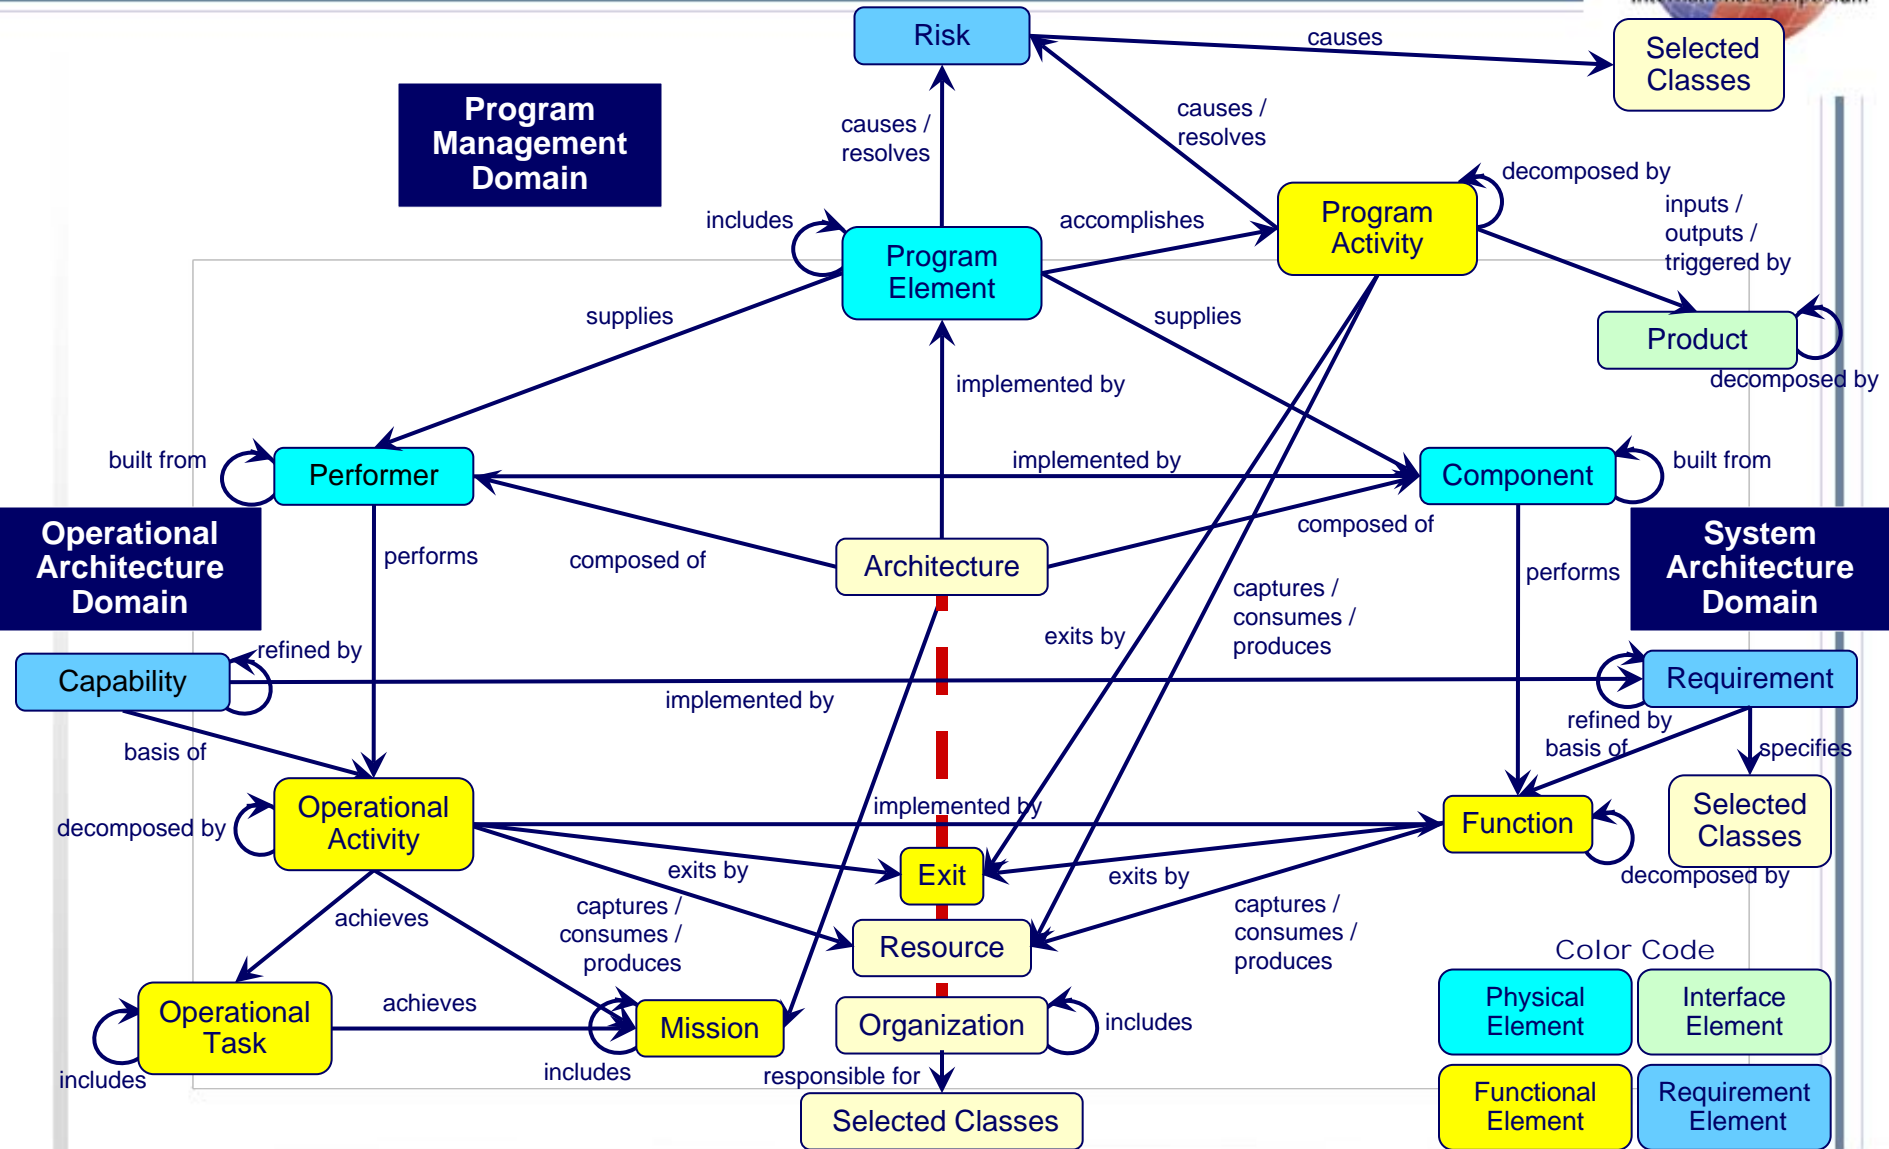 International Symposium
Risk
causes
Selected
Classes
Program
Management
Domain
causes /
resolves
causes /
resolves
decomposed by
includes
accomplishes
Program
Activity
inputs /
outputs /
triggered by
Program
Element
supplies
supplies
Product
decomposed by
implemented by
built from
Performer
implemented by
Component
built from
Operational
Architecture
Domain
performs
composed of
Architecture
composed of
performs
System
Architecture
Domain
captures /
consumes /
produces
exits by
refined by
Capability
implemented by
Requirement
refined by
basis of
basis of
specifies
Operational
Activity
decomposed by
implemented by
Function
Selected
Classes
decomposed by
exits by
Exit
exits by
achieves
captures /
consumes /
produces
Resource
captures /
consumes /
produces
Operational
Task
achieves
Mission
Organization
includes
includes
includes
responsible for
Selected Classes
Color Code
Physical
Element
Interface
Element
Functional
Element
Requirement
Element